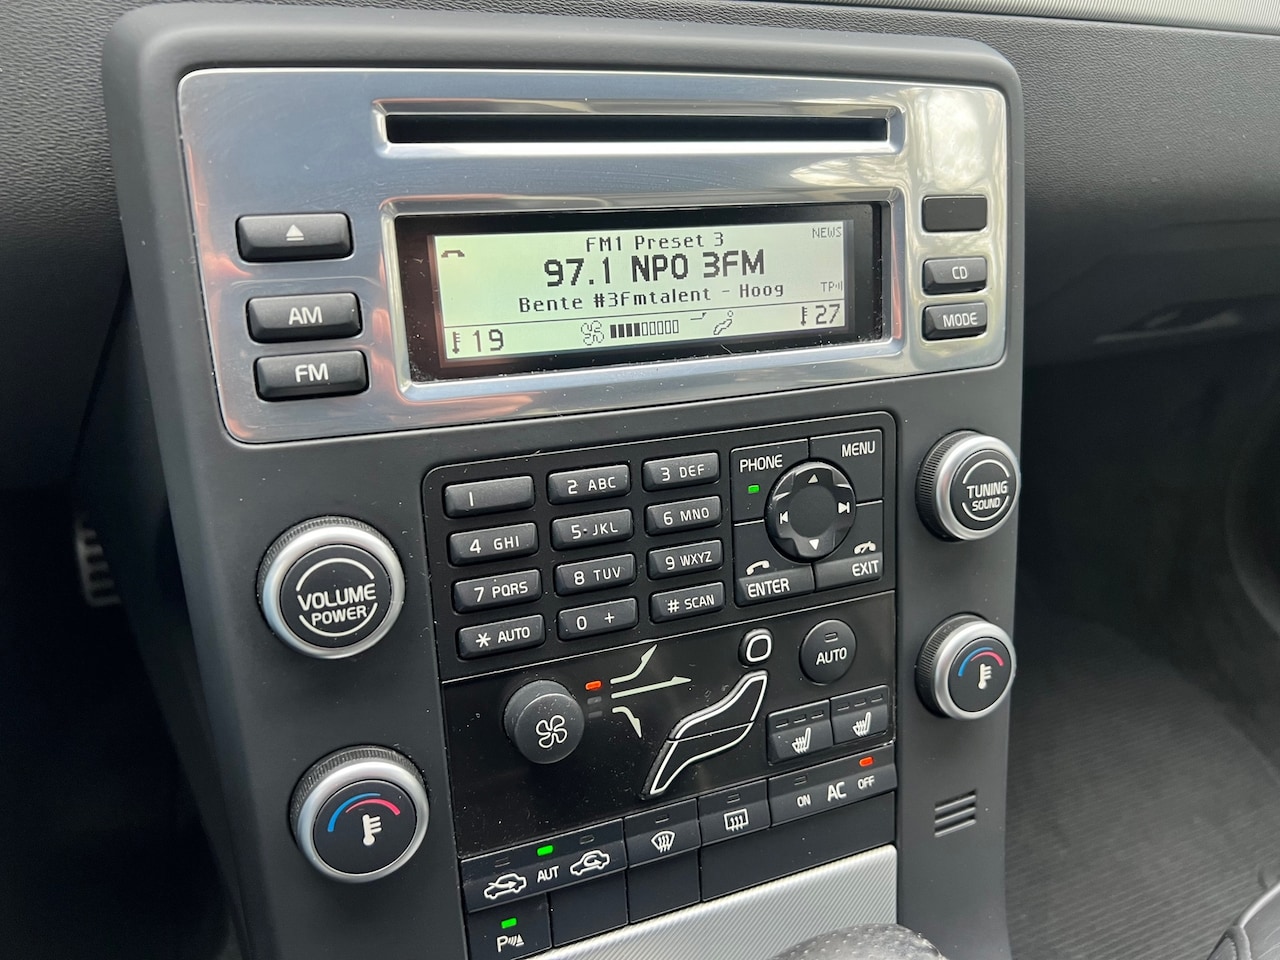 FM1 Preset 3
NEWS
97.1 NPO 3FM
Bente #3Fmtalent - Hoog
TP
19
27
AM
FM
CD
MODE
1
2 ABC
3 DEF
4 GHI
5- JKL
6 MNO
7 PQRS
8 TUV
9 WXYZ
* AUTO
0 +
# SCAN
PHONE
MENU
ENTER
EXIT
TUNING
SOUND
VOLUME
POWER
AUTO
ON AC OFF
AUT
P